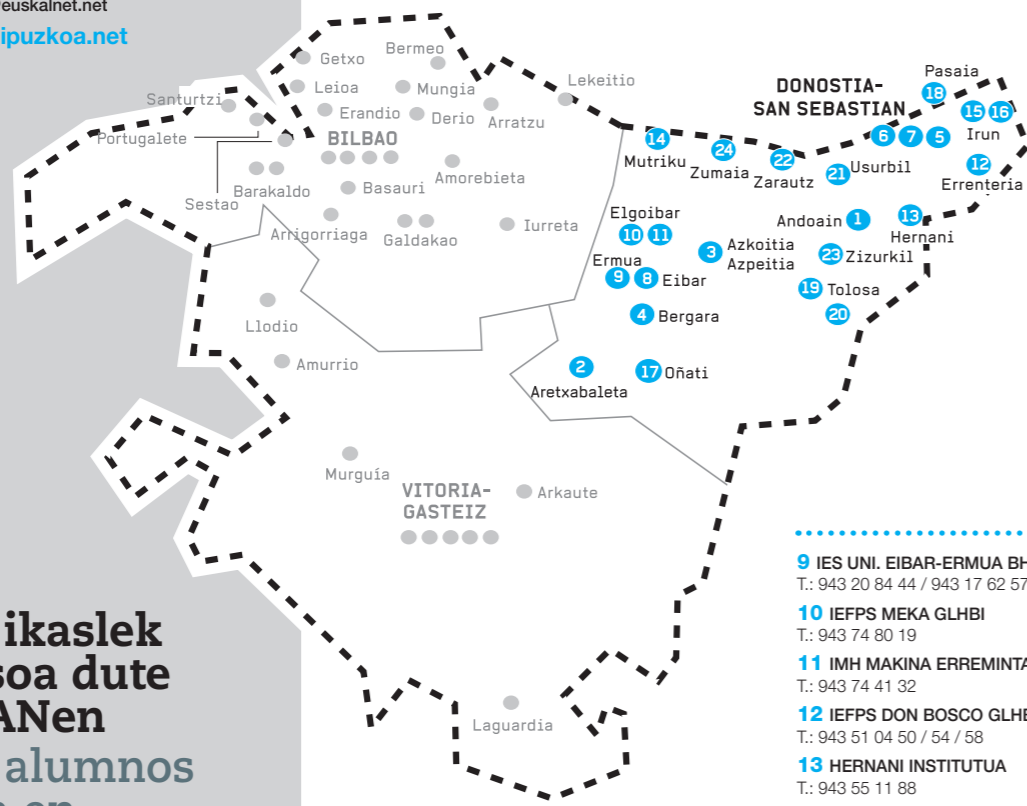 euskalnet.net
ipuzkoa.net
Getxo
Bermeo
Leioa
Mungia
Lekeitio
Santurtzi
Erandio
Derio
Arratzu
Portugalete
BILBAO
Barakaldo
Basauri
Amorebieta
Sestao
Arrigorriaga
Galdakao
Iurreta
Llodio
Amurrio
Murguía
VITORIA-
GASTEIZ
Arkaute
Laguardia
DONOSTIA-
SAN SEBASTIAN
Pasaia
18
15 16
Irun
6 7 5
14
Mutriku
24
Zumaia
22
Zarautz
21 Usurbil
12
Errenteria
Elgoibar
10 11
Andoain 1
13
Hernani
3 Azkoitia
Azpeitia
23 Zizurkil
Ermua
9 8 Eibar
19 Tolosa
20
4 Bergara
2
Aretxabaleta
17 Oñati
9 IES UNI. EIBAR-ERMUA BH
T.: 943 20 84 44 / 943 17 62 57
10 IEFPS MEKA GLHBI
T.: 943 74 80 19
11 IMH MAKINA ERREMINTA
T.: 943 74 41 32
12 IEFPS DON BOSCO GLHB
T.: 943 51 04 50 / 54 / 58
13 HERNANI INSTITUTUA
T.: 943 55 11 88
ikaslek
soa dute
ANen
alumnos